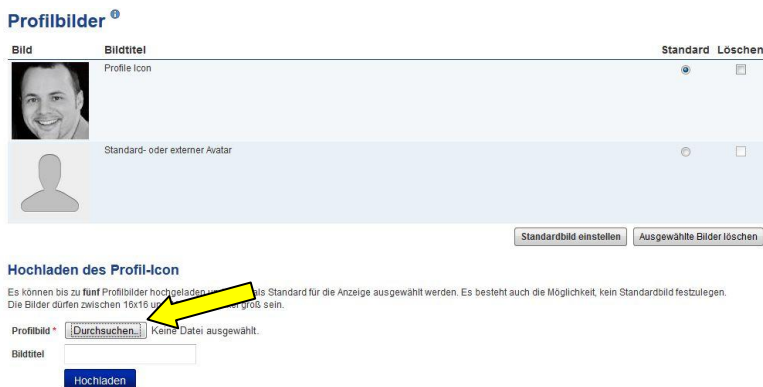 Profilbilder
Bild Bildtitel Standard Löschen
Profile Icon
Standard- oder externer Avatar
Standardbild einstellen Ausgewählte Bilder löschen
Hochladen des Profil-Icon
Es können bis zu fünf Profilbilder hochgeladen als Standard für die Anzeige ausgewählt werden. Es besteht auch die Möglichkeit, kein Standardbild festzulegen.
Die Bilder dürfen zwischen 16x16 groß sein.
Profilbild * Durchsuchen... Keine Datei ausgewählt.
Bildtitel
Hochladen